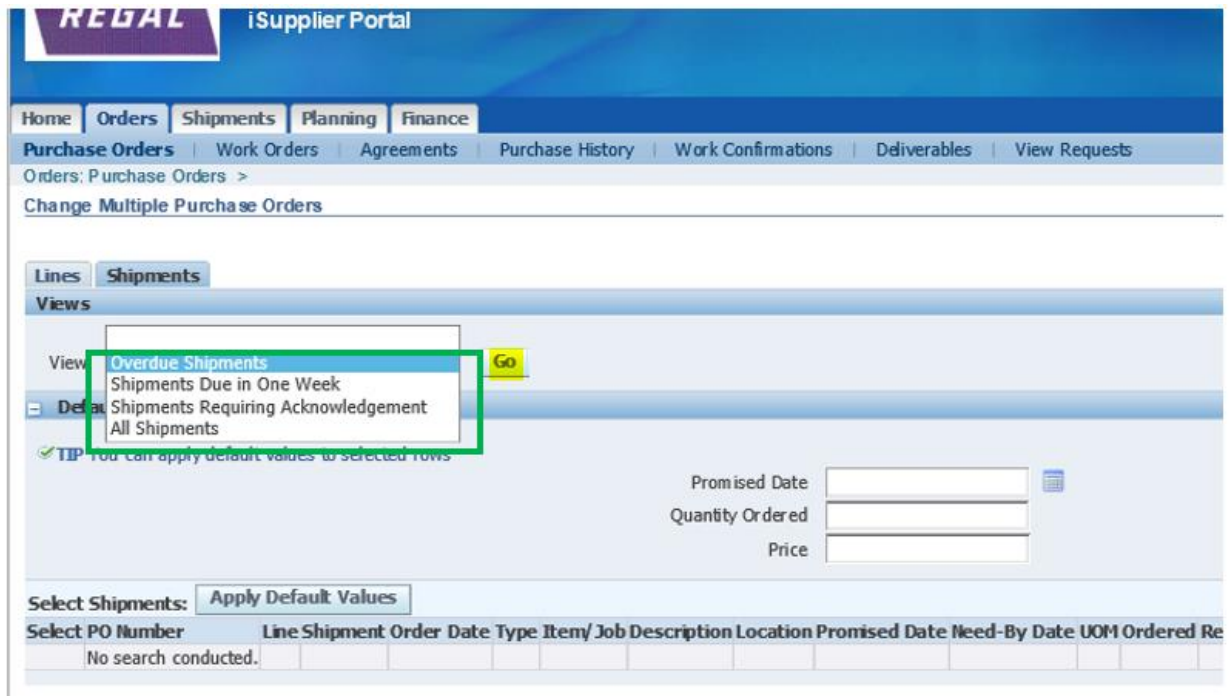 REGAL iSupplier Portal
Home Orders Shipments Planning Finance
Purchase Orders | Work Orders | Agreements | Purchase History | Work Confirmations | Deliverables | View Requests
Orders: Purchase Orders >
Change Multiple Purchase Orders
Lines Shipments
Views
View Overdue Shipments Go
Shipments Due in One Week
Shipments Requiring Acknowledgement
All Shipments
TIP You can apply default values to selected rows
Promised Date
Quantity Ordered
Price
Select Shipments: Apply Default Values
Select PO Number Line Shipment Order Date Type Item/ Job Description Location Promised Date Need-By Date UOM Ordered
No search conducted.